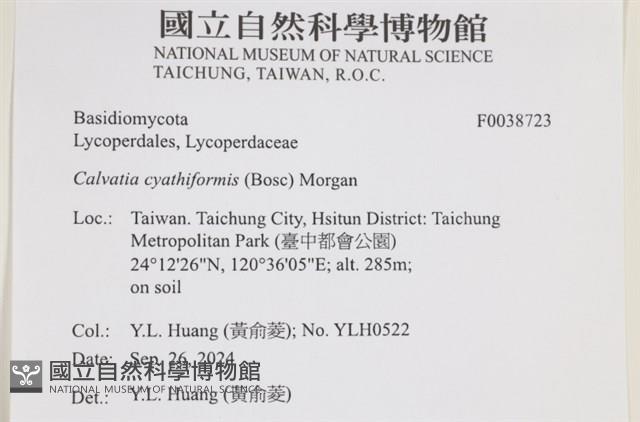 國立自然科學博物館
NATIONAL MUSEUM OF NATURAL SCIENCE
TAICHUNG, TAIWAN, R.O.C.
Basidiomycota F0038723
Lycoperdales, Lycoperdaceae
Calvatia cyathiformis (Bosc) Morgan
Loc.: Taiwan. Taichung City, Hsitun District: Taichung
Metropolitan Park (臺中都會公園)
24°12'26"N, 120°36'05"E; alt. 285m;
on soil
Col.: Y.L. Huang (黃俞菱); No. YLH0522
Date: Sep. 26, 2024
國立自然科學博物館
NATIONAL MUSEUM OF NATURAL SCIENCE
Det.: Y.L. Huang (黃俞菱)